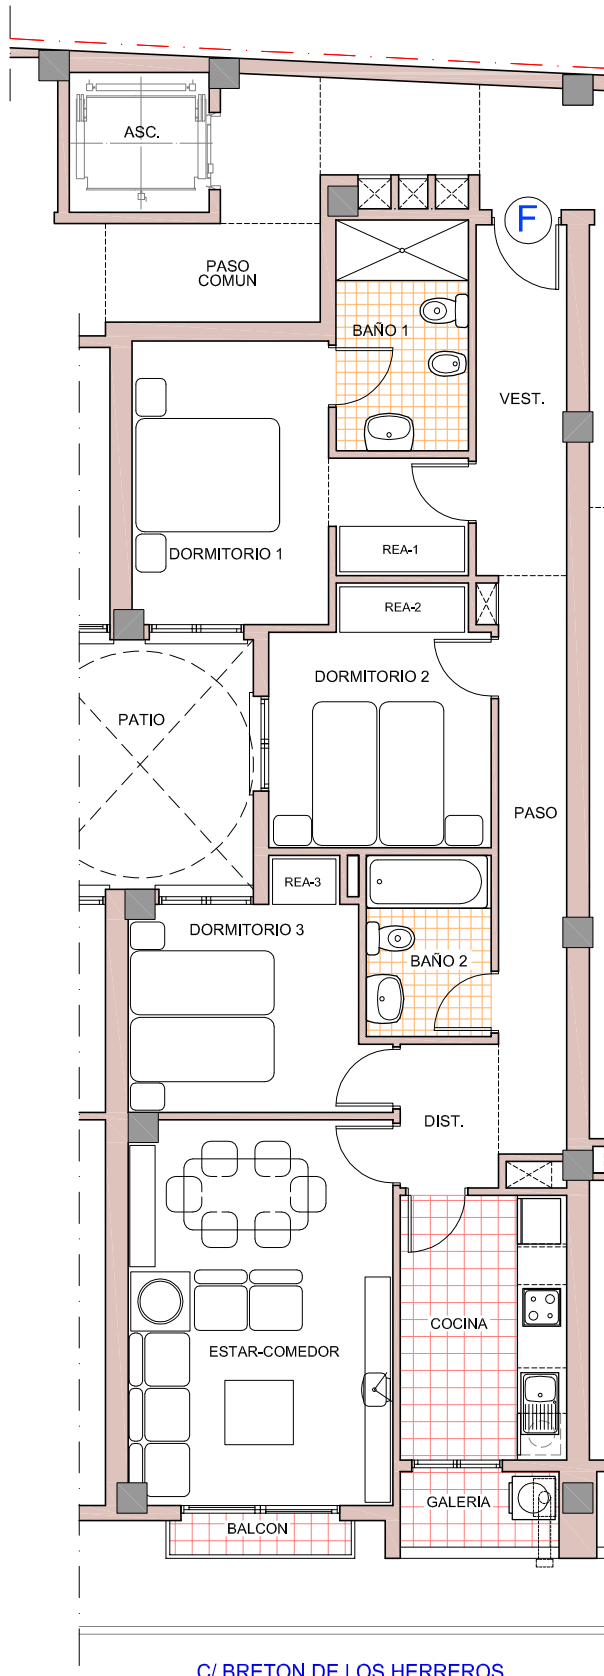 ASC.
F
PASO
COMUN
BAÑO 1
VEST.
DORMITORIO 1
REA-1
REA-2
DORMITORIO 2
PATIO
PASO
REA-3
DORMITORIO 3
BAÑO 2
DIST.
COCINA
ESTAR-COMEDOR
GALERIA
BALCON
C/ BRETON DE LOS HERREROS